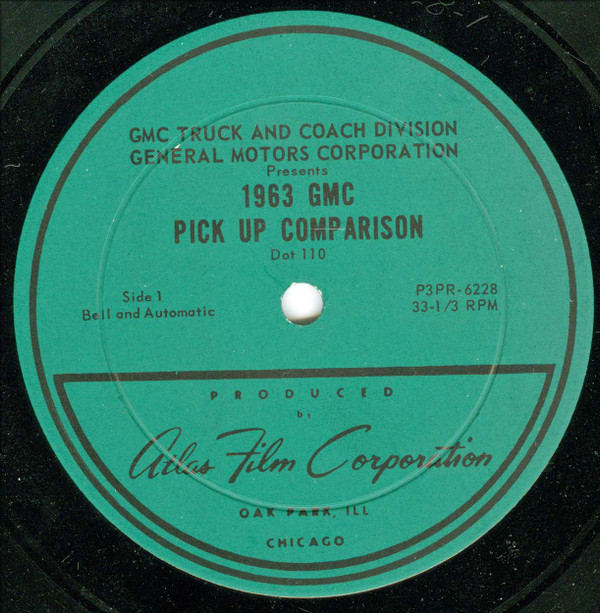 GMC TRUCK AND COACH DIVISION
GENERAL MOTORS CORPORATION
Presents
1963 GMC
PICK UP COMPARISON
Dot 110
Side 1
Bell and Automatic
P3PR-6228
33-1/3 RPM
PRODUCED
by
Atlas Film Corporation
OAK PARK, ILL
CHICAGO